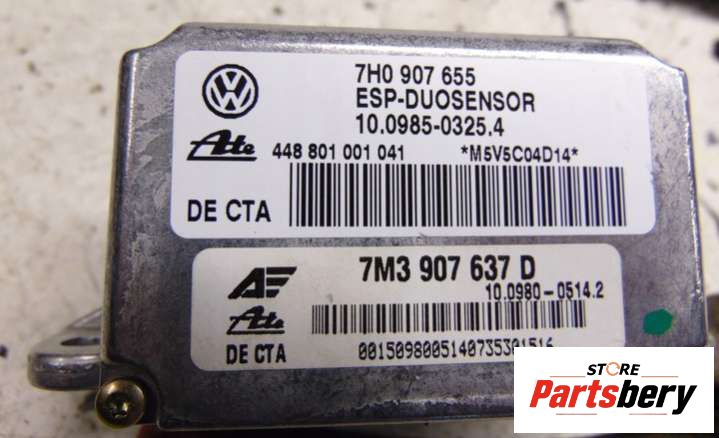 7H0 907 655
ESP-DUOSENSOR
10.0985-0325.4
Ate 448 801 001 041 *M5V5C04D14*
DE CTA
7M3 907 637 D
10.0980-0514.2
Ate
DE CTA 00150980051407353O1516
STORE
Partsbery